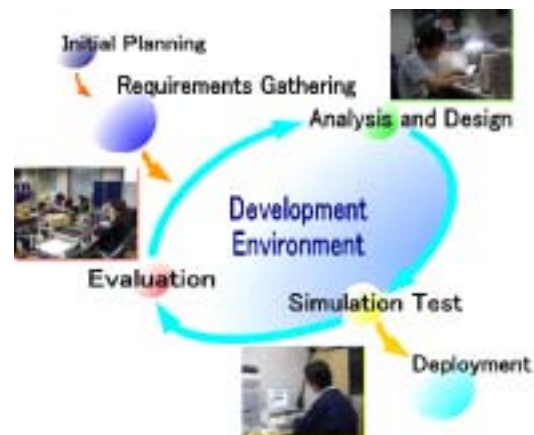 Initial Planning
Requirements Gathering
Analysis and Design
Development
Environment
Evaluation
Simulation Test
Deployment